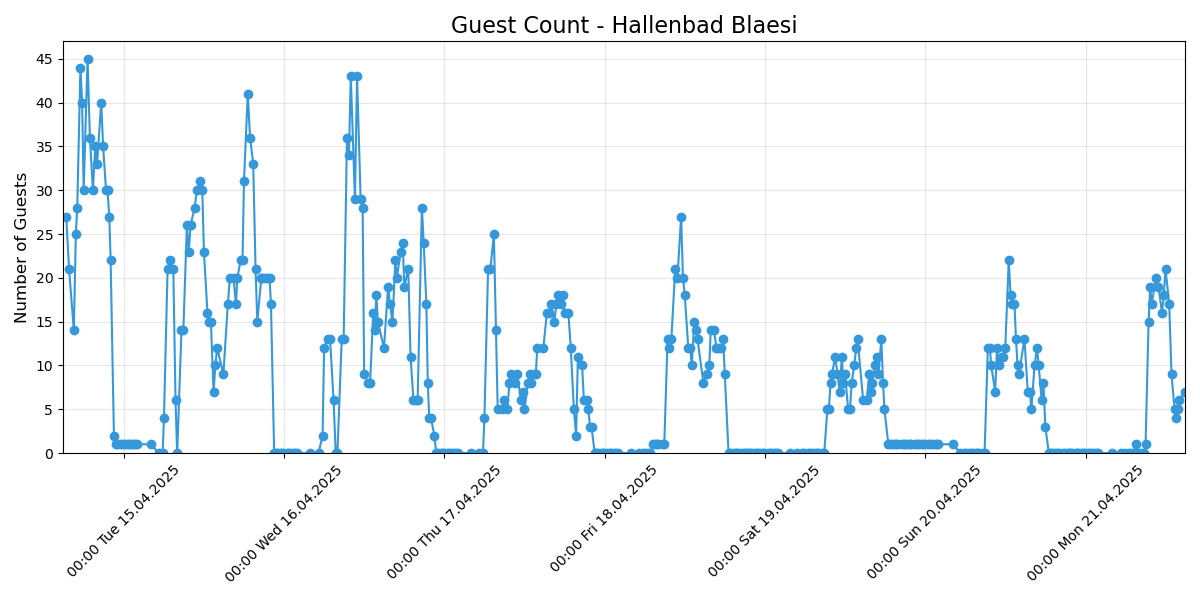 Guest Count - Hallenbad Blaesi
Number of Guests
45
40
35
30
25
20
15
10
5
0
00:00 Tue 15.04.2025
00:00 Wed 16.04.2025
00:00 Thu 17.04.2025
00:00 Fri 18.04.2025
00:00 Sat 19.04.2025
00:00 Sun 20.04.2025
00:00 Mon 21.04.2025